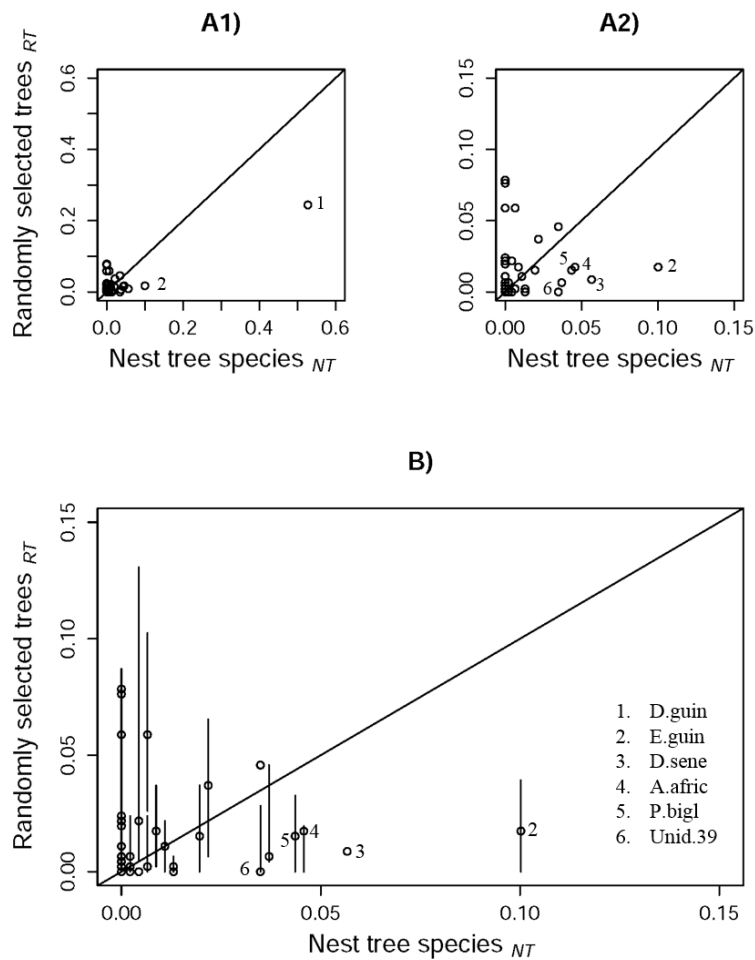 A1)
Randomly selected trees RT
0.6
0.4
0.2
0.0
0.0 0.2 0.4 0.6
1
2
Nest tree species NT
A2)
0.15
0.10
0.05
0.00
0.00 0.05 0.10 0.15
5
4
2
6
3
Nest tree species NT
B)
Randomly selected trees RT
0.15
0.10
0.05
0.00
0.00 0.05 0.10 0.15
6
5
4
3
2
1. D.guin
2. E.guin
3. D.sene
4. A.afric
5. P.bigl
6. Unid.39
Nest tree species NT